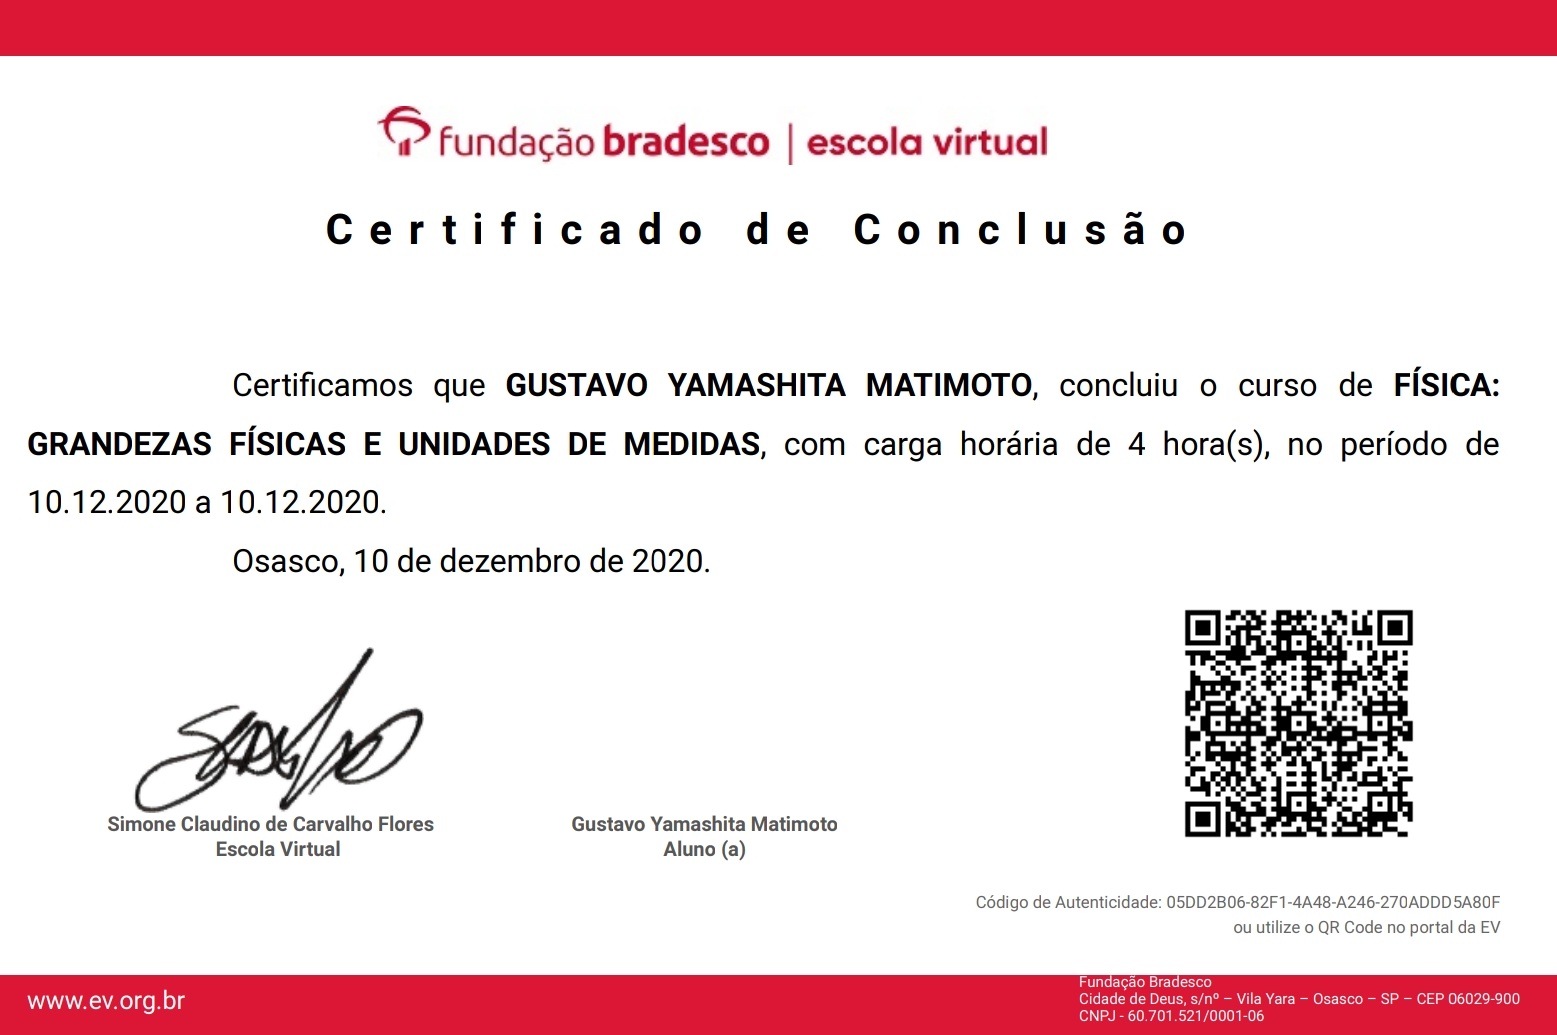 fundação bradesco | escola virtual
Certificado de Conclusão
Certificamos que GUSTAVO YAMASHITA MATIMOTO, concluiu o curso de FÍSICA:
GRANDEZAS FÍSICAS E UNIDADES DE MEDIDAS, com carga horária de 4 hora(s), no período de
10.12.2020 a 10.12.2020.
Osasco, 10 de dezembro de 2020.
Simone Claudino de Carvalho Flores
Escola Virtual
Gustavo Yamashita Matimoto
Aluno (a)
Código de Autenticidade: 05DD2B06-82F1-4A48-A246-270ADDD5A80F
ou utilize o QR Code no portal da EV
www.ev.org.br
Fundação Bradesco
Cidade de Deus, s/nº – Vila Yara – Osasco – SP – CEP 06029-900
CNPJ - 60.701.521/0001-06